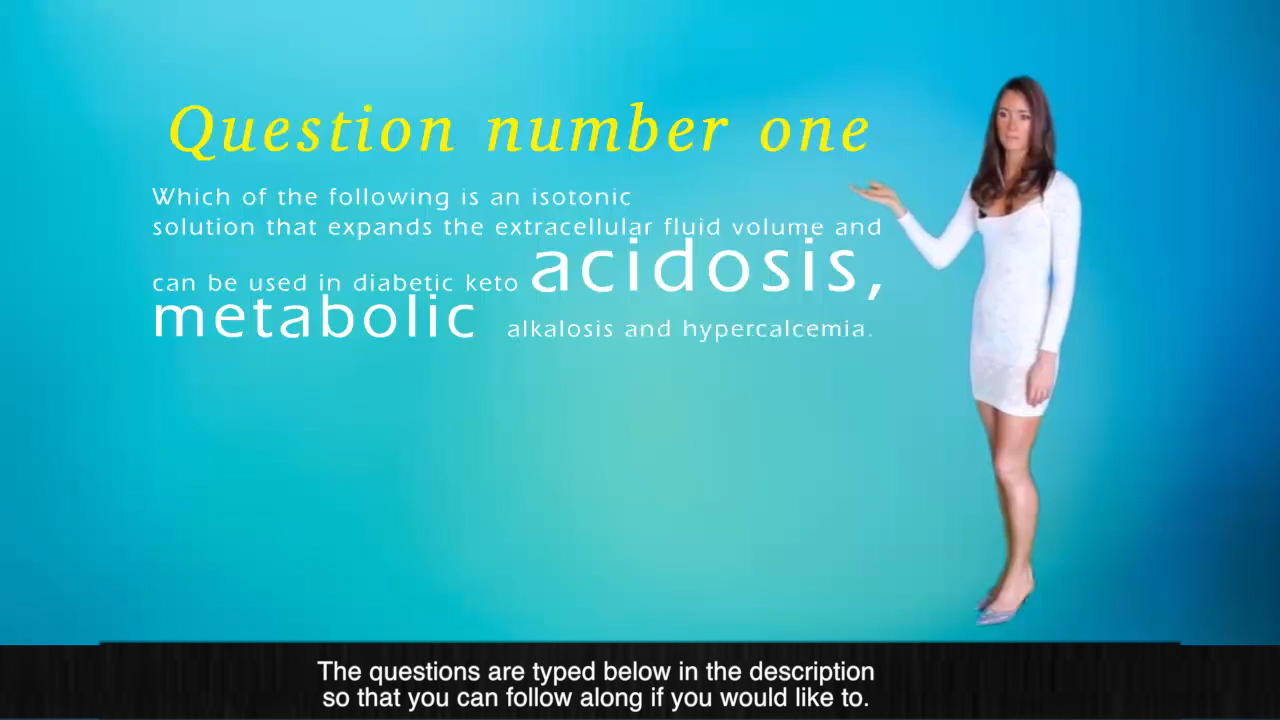 Question number one
Which of the following is an isotonic
solution that expands the extracellular fluid volume and
can be used in diabetic keto acidosis,
metabolic alkalosis and hypercalcemia.
The questions are typed below in the description
so that you can follow along if you would like to.